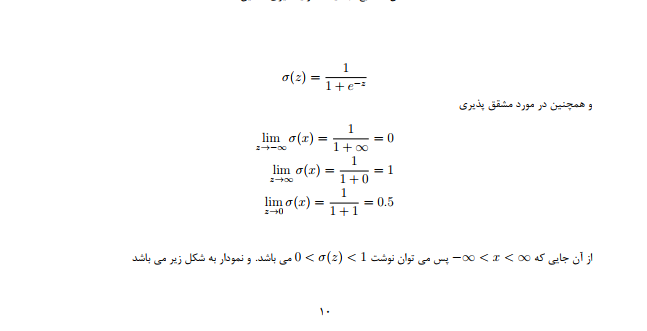 σ(z) = 1 / (1 + e^{−z})
و همچنین در مورد مشقق پذیری
lim_{z→−∞} σ(x) = 1 / (1 + ∞) = 0
lim_{z→∞} σ(x) = 1 / (1 + 0) = 1
lim_{z→0} σ(x) = 1 / (1 + 1) = 0.5
از آن جایی که −∞ < x < ∞ پس می توان نوشت 0 < σ(z) < 1 می باشد. و نمودار به شکل زیر می باشد
۱۰